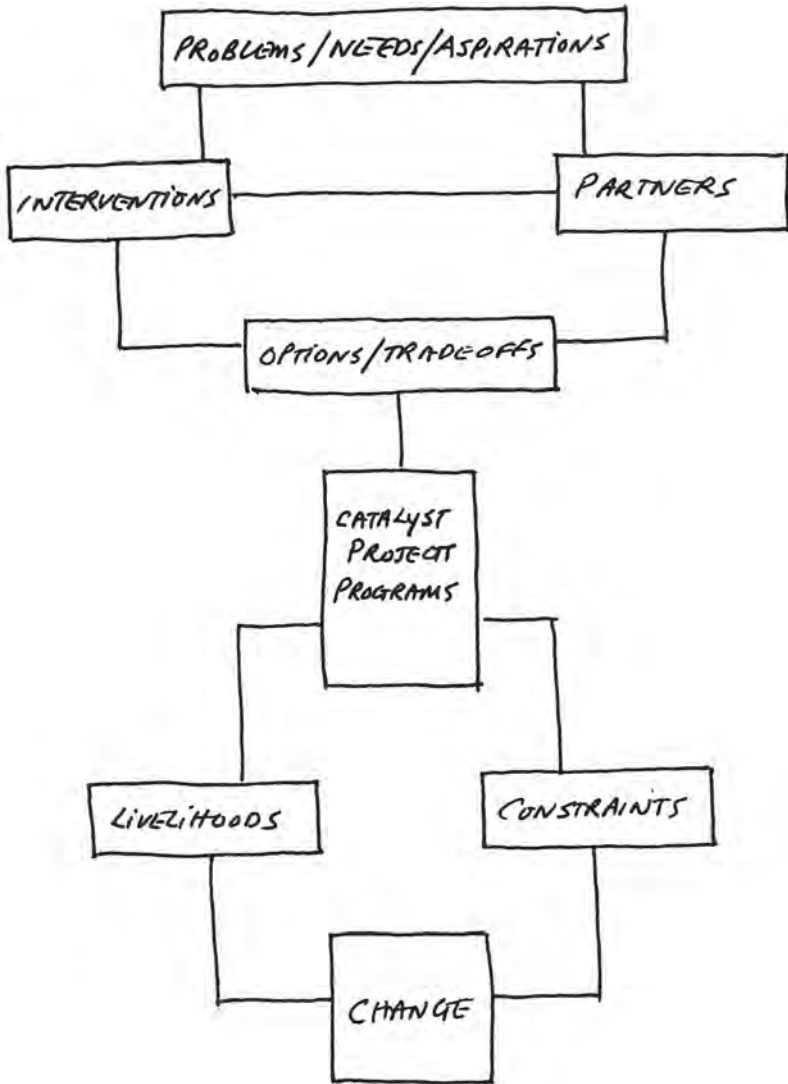 PROBLEMS/NEEDS/ASPIRATIONS
INTERVENTIONS
PARTNERS
OPTIONS/TRADEOFFS
CATALYST
PROJECT
PROGRAMS
LIVELIHOODS
CONSTRAINTS
CHANGE